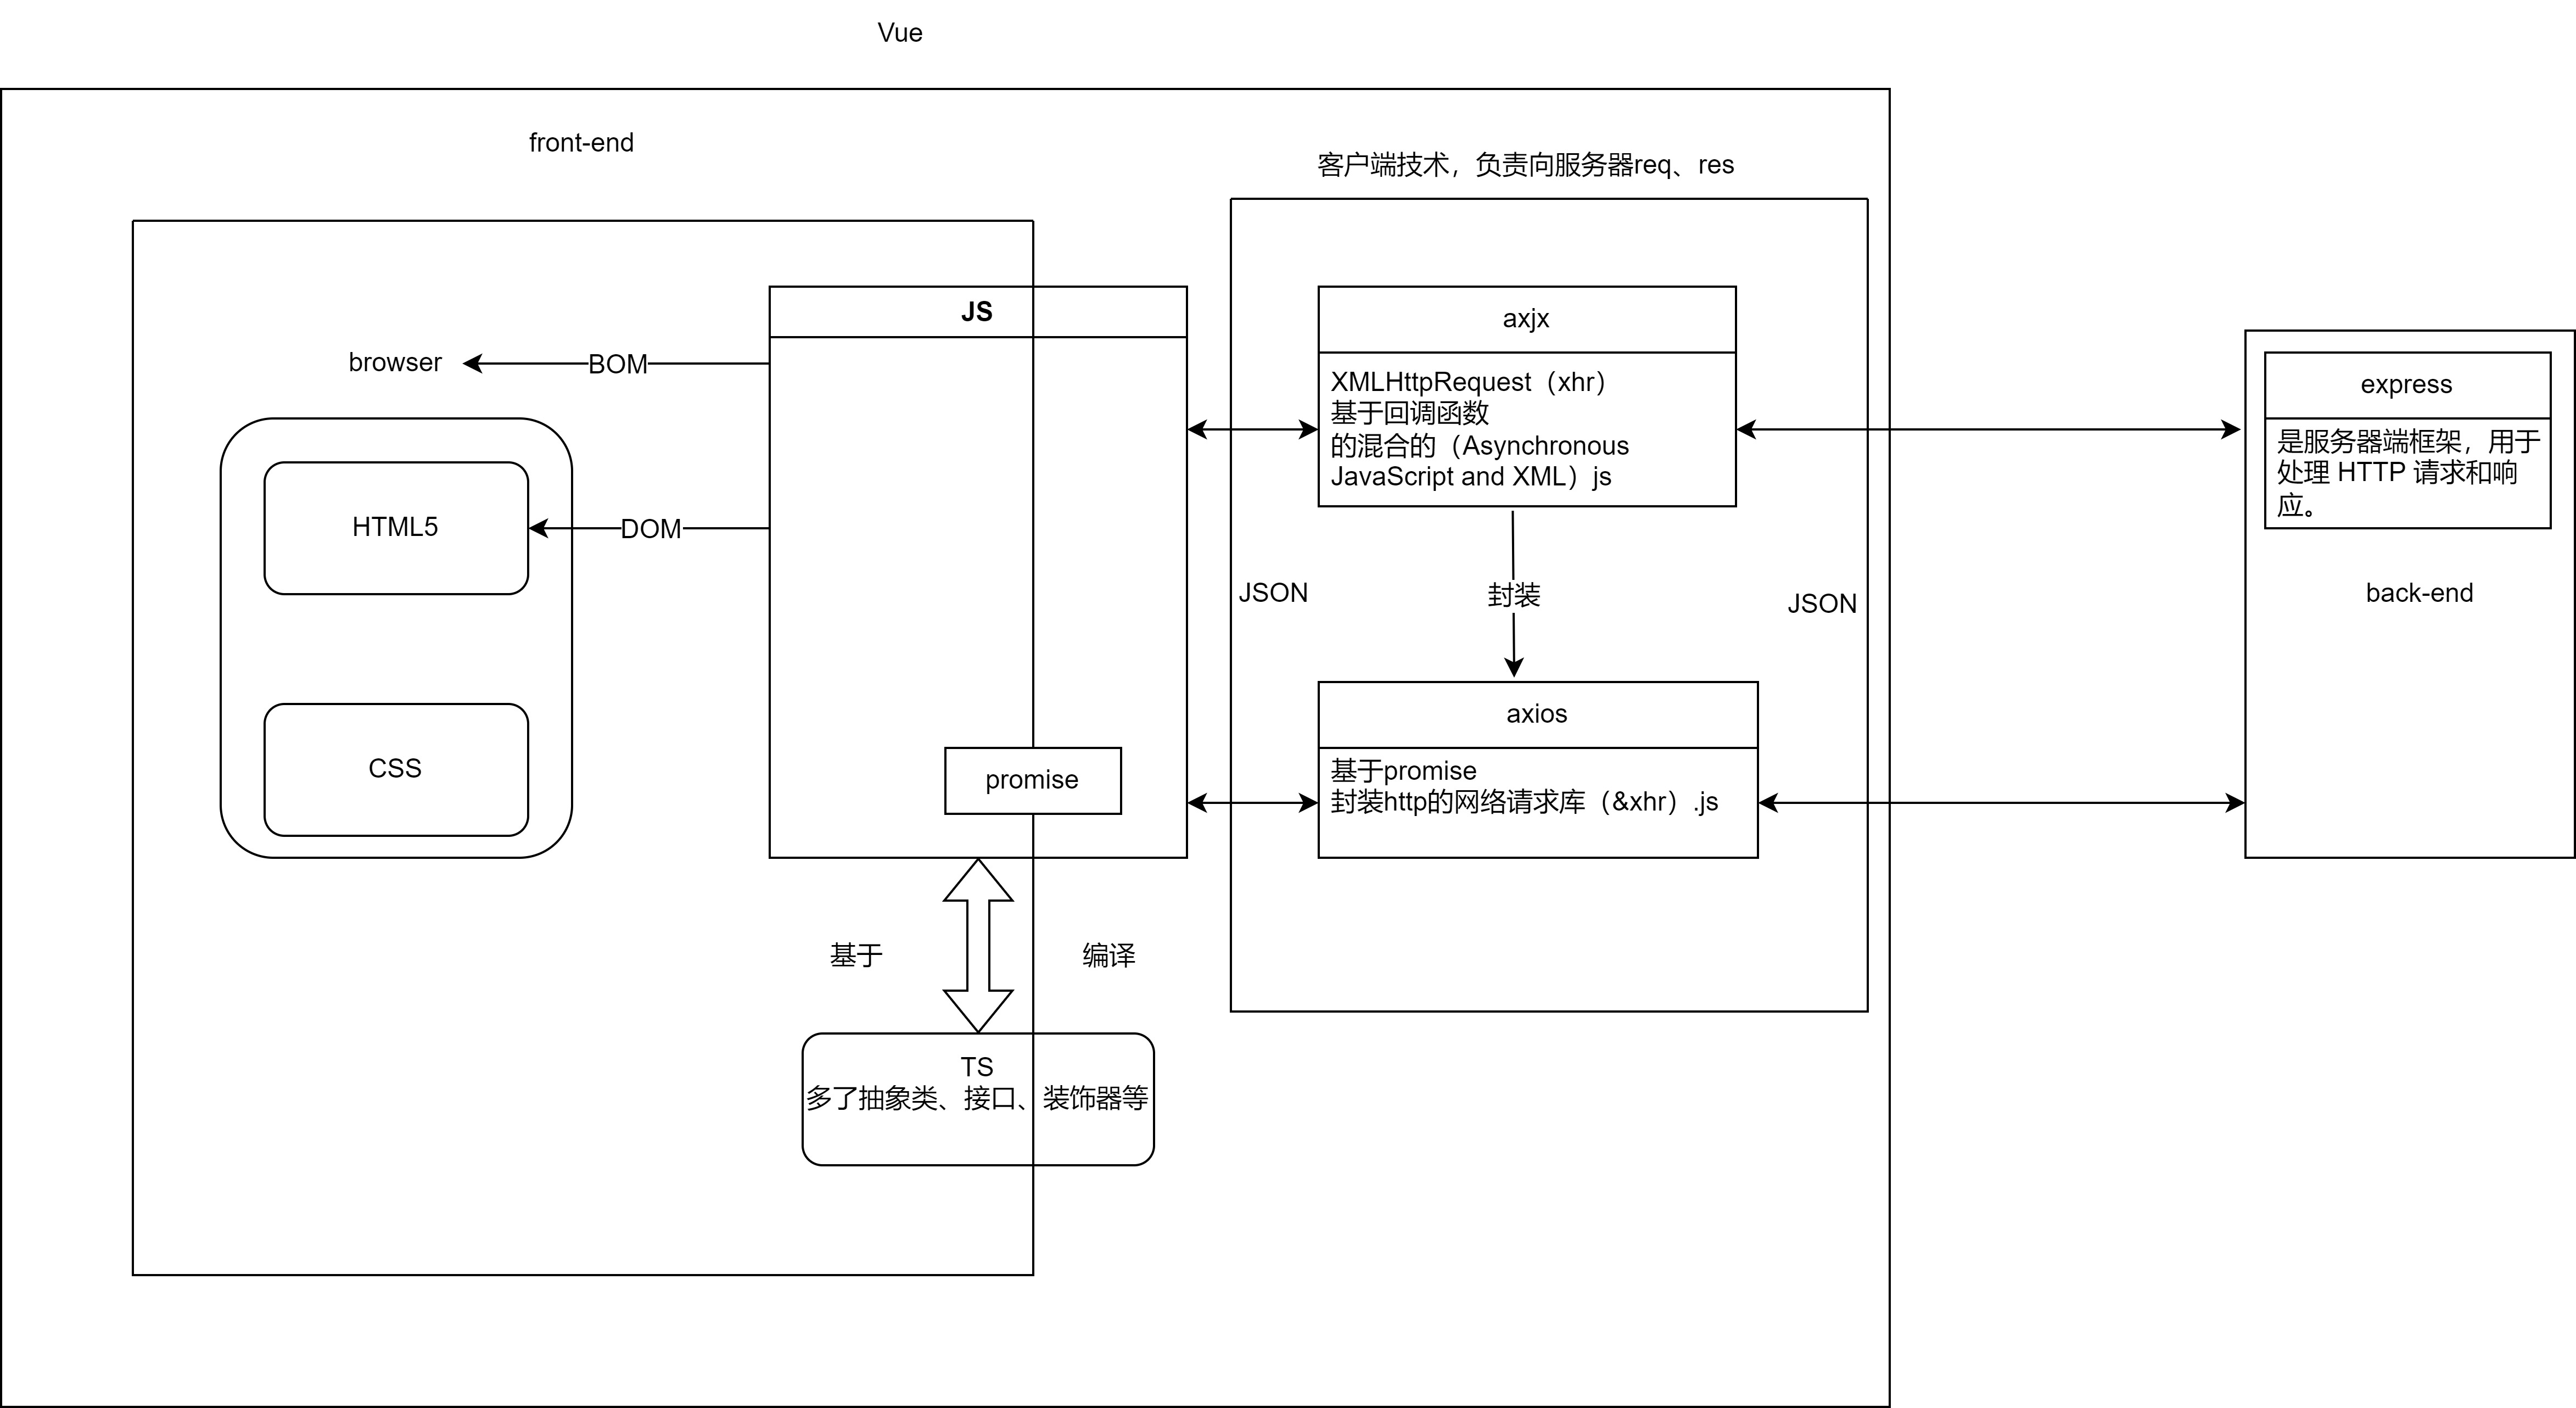 Vue
front-end
客户端技术，负责向服务器req、res
JS
browser
BOM
HTML5
DOM
CSS
promise
基于
编译
TS
多了抽象类、接口、装饰器等
axjx
XMLHttpRequest（xhr）
基于回调函数
的混合的（Asynchronous
JavaScript and XML）js
JSON
封装
JSON
axios
基于promise
封装http的网络请求库（&xhr）.js
express
是服务器端框架，用于
处理 HTTP 请求和响
应。
back-end